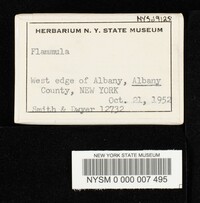 NYSf9125
HERBARIUM N. Y. STATE MUSEUM
Flammula
West edge of Albany, Albany
County, NEW YORK
Oct. 21, 1952
Smith & Dwyer 12732
NEW YORK STATE MUSEUM
NYSM 0 000 007 495